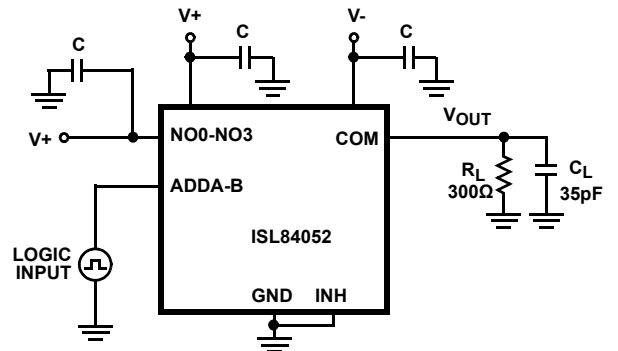 V+
V-
C
C
C
V+
NO0-NO3
COM
VOUT
RL
300Ω
CL
35pF
ADDA-B
LOGIC
INPUT
ISL84052
GND
INH